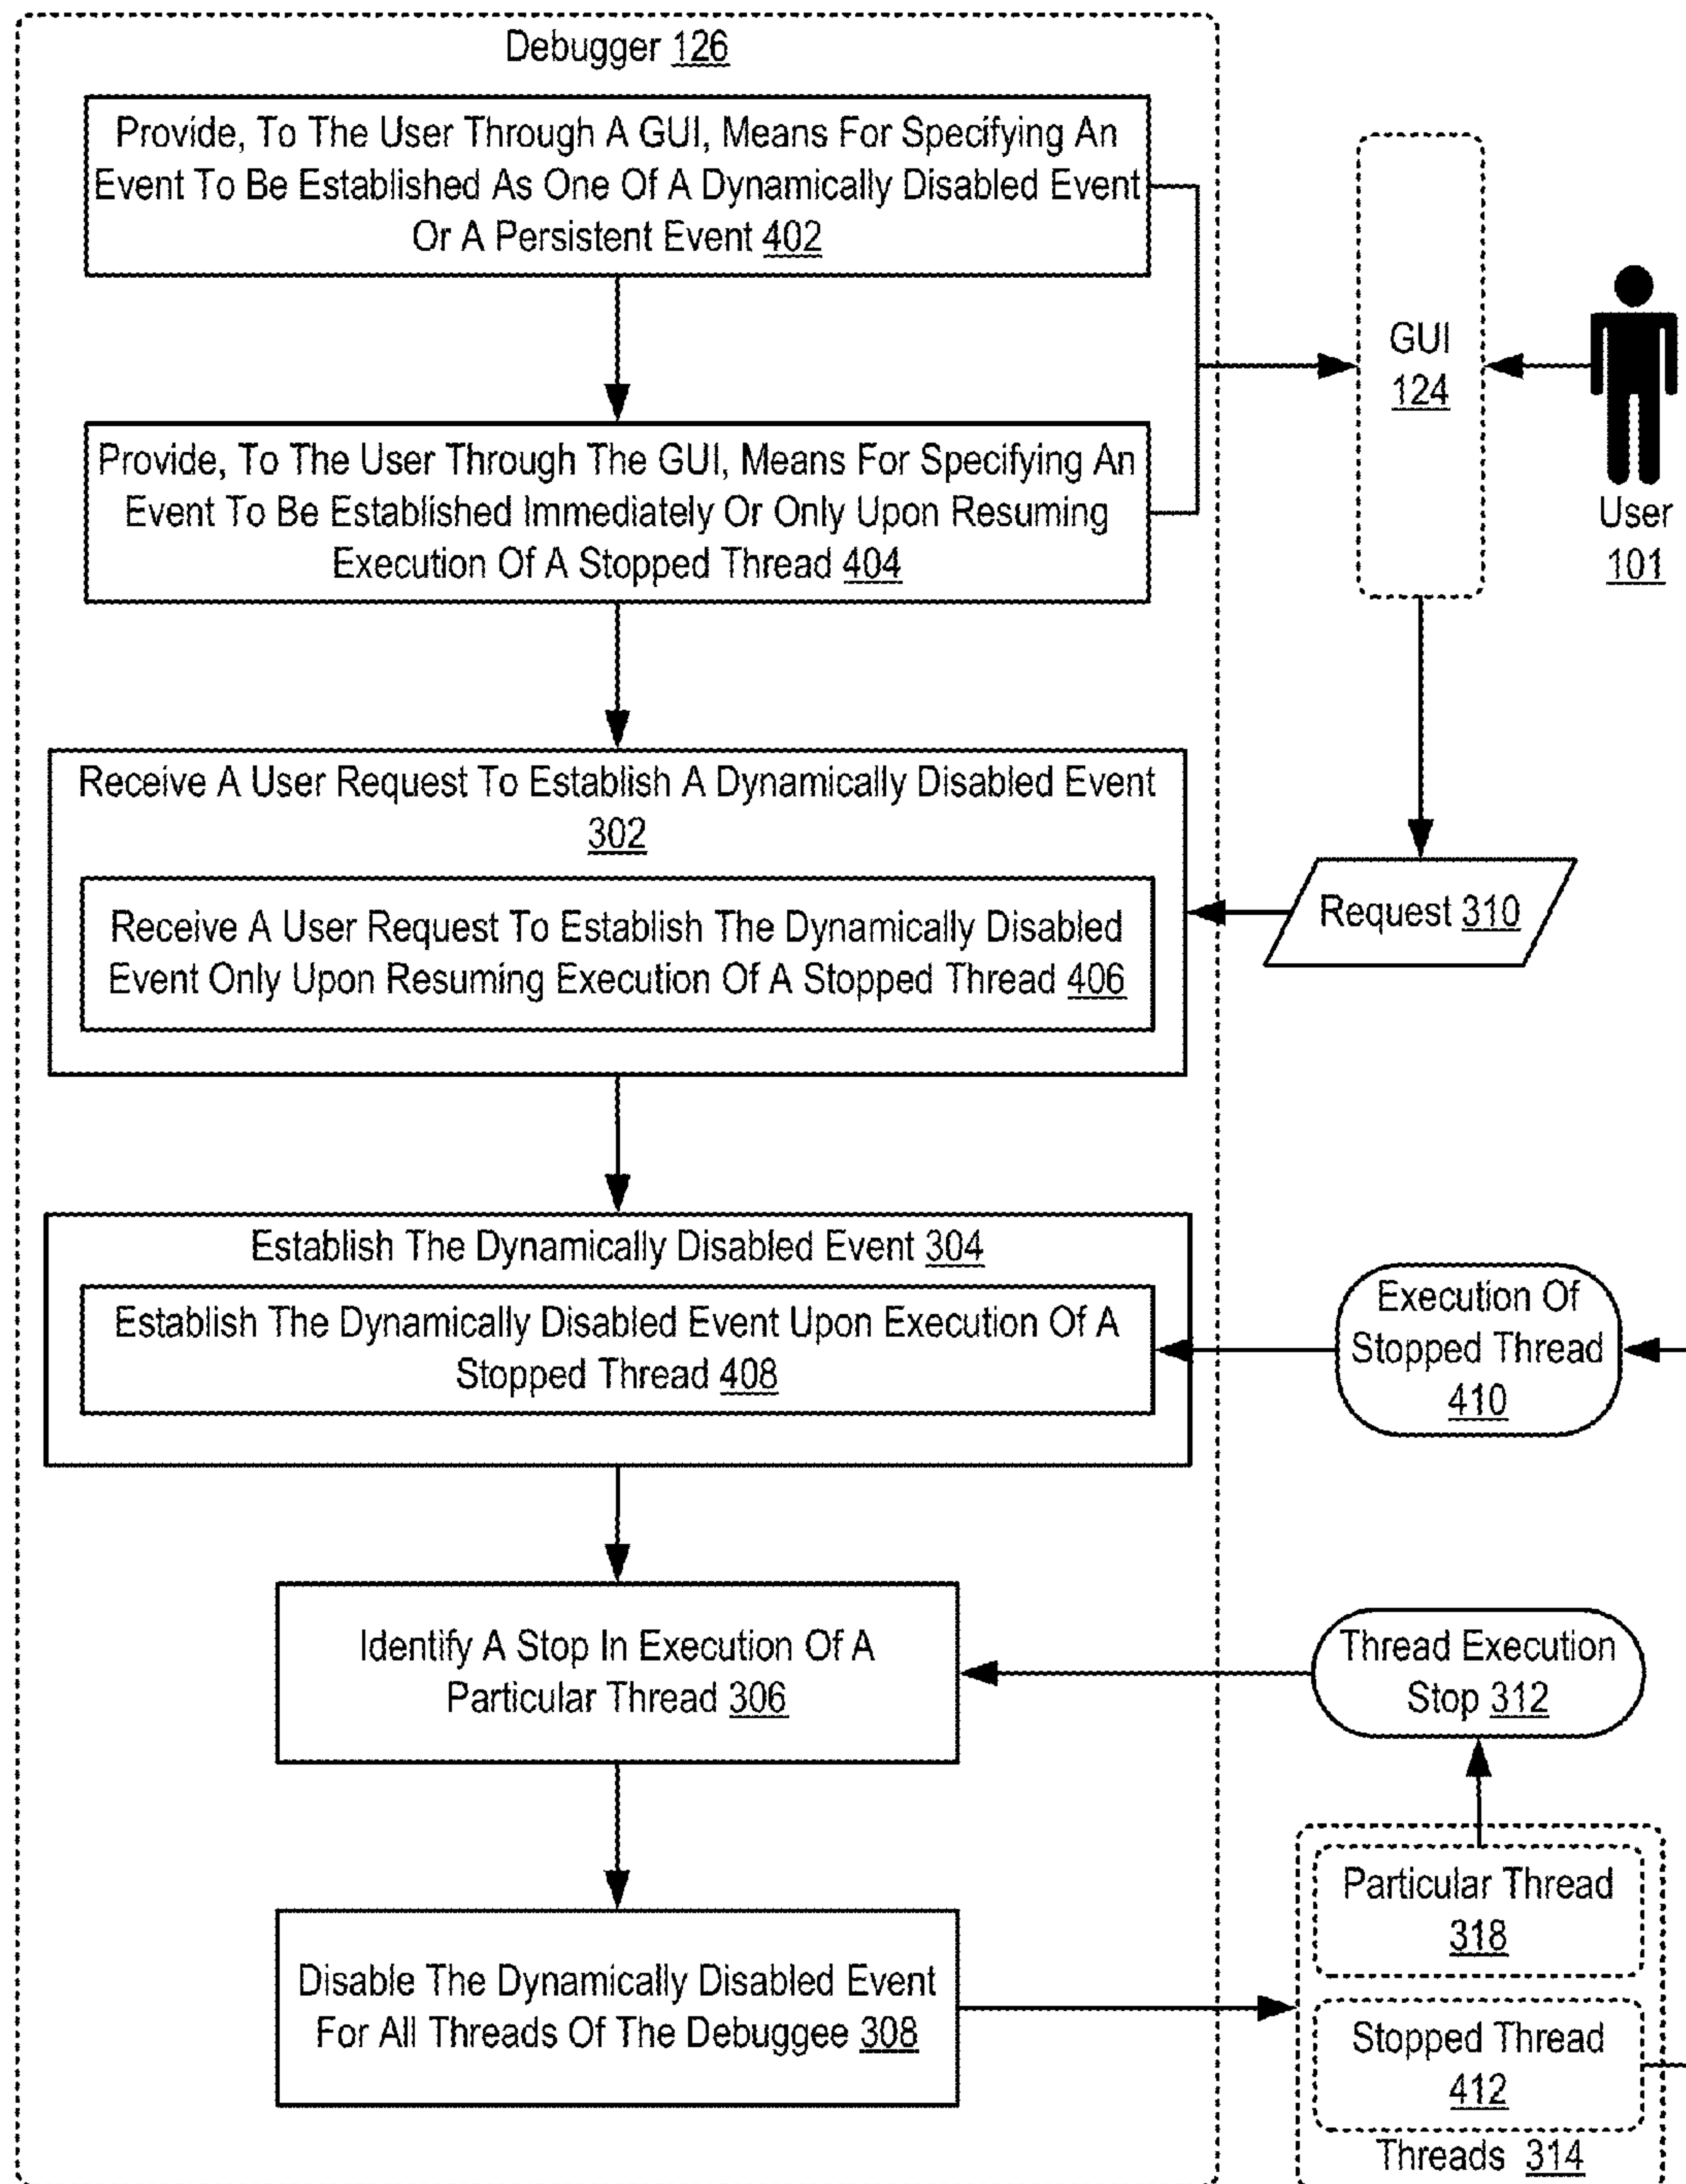 Debugger 126
Provide, To The User Through A GUI, Means For Specifying An
Event To Be Established As One Of A Dynamically Disabled Event
Or A Persistent Event 402
Provide, To The User Through The GUI, Means For Specifying An
Event To Be Established Immediately Or Only Upon Resuming
Execution Of A Stopped Thread 404
GUI
124
User
101
Receive A User Request To Establish A Dynamically Disabled Event
302
Receive A User Request To Establish The Dynamically Disabled
Event Only Upon Resuming Execution Of A Stopped Thread 406
Request 310
Establish The Dynamically Disabled Event 304
Establish The Dynamically Disabled Event Upon Execution Of A
Stopped Thread 408
Execution Of
Stopped Thread
410
Identify A Stop In Execution Of A
Particular Thread 306
Thread Execution
Stop 312
Disable The Dynamically Disabled Event
For All Threads Of The Debuggee 308
Particular Thread
318
Stopped Thread
412
Threads 314